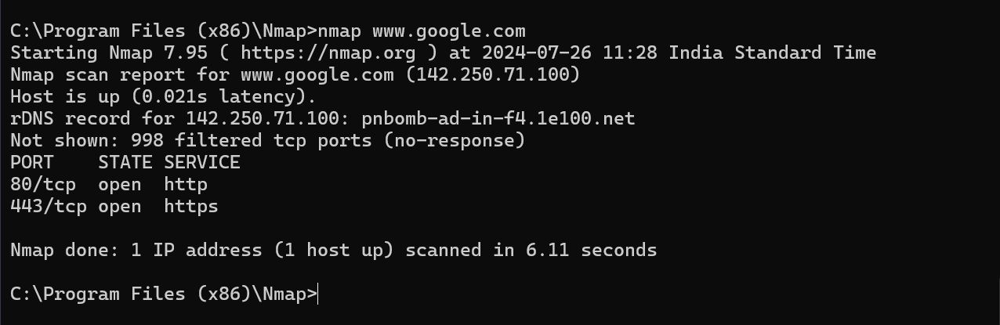 C:\Program Files (x86)\Nmap>nmap www.google.com
Starting Nmap 7.95 ( https://nmap.org ) at 2024-07-26 11:28 India Standard Time
Nmap scan report for www.google.com (142.250.71.100)
Host is up (0.021s latency).
rDNS record for 142.250.71.100: pnbomb-ad-in-f4.1e100.net
Not shown: 998 filtered tcp ports (no-response)
PORT    STATE SERVICE
80/tcp  open  http
443/tcp open  https
Nmap done: 1 IP address (1 host up) scanned in 6.11 seconds
C:\Program Files (x86)\Nmap>